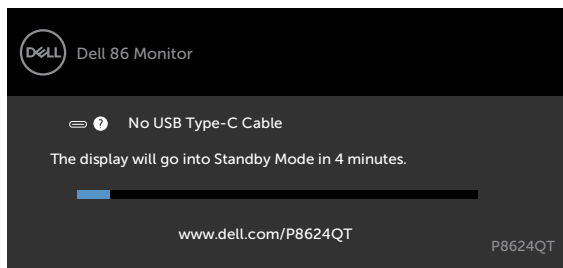 DELL
Dell 86 Monitor
? No USB Type-C Cable
The display will go into Standby Mode in 4 minutes.
www.dell.com/P8624QT
P8624QT